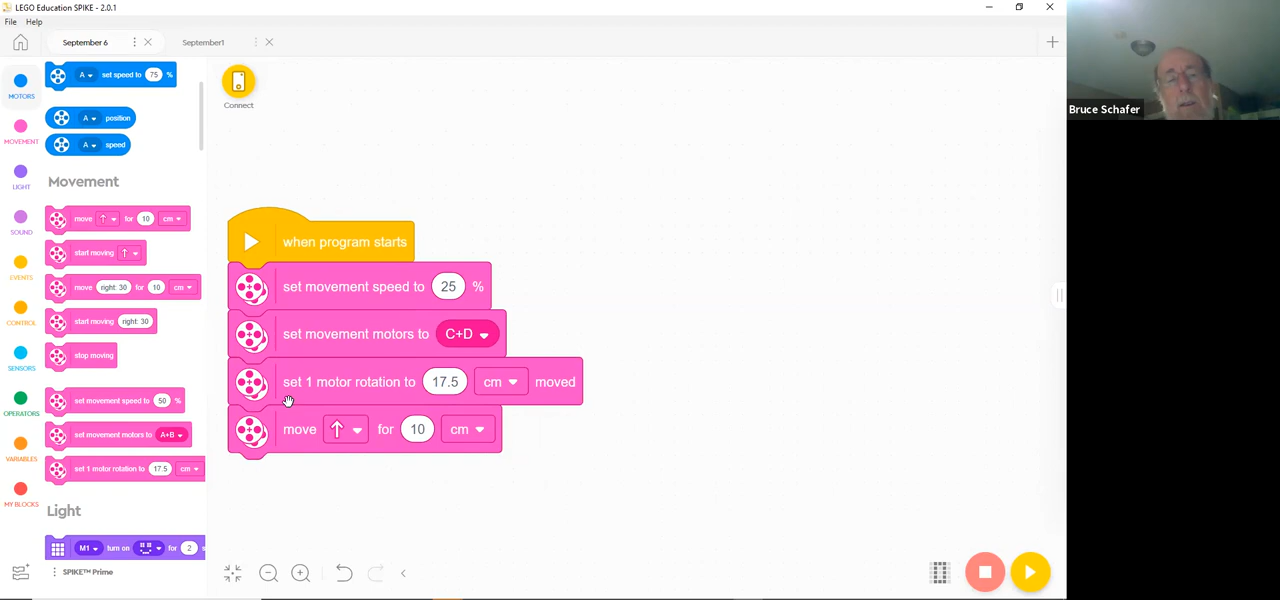 LEGO Education SPIKE - 2.0.1
File Help
September 6
September1
Connect
MOTORS
MOVEMENT
LIGHT
SOUND
EVENTS
CONTROL
SENSORS
OPERATORS
VARIABLES
MY BLOCKS
A set speed to 75 %
A position
A speed
Movement
move for 10 cm
start moving
move right: 30 for 10 cm
start moving right: 30
stop moving
set movement speed to 50 %
set movement motors to A+B
set 1 motor rotation to 17.5 cm
Light
M1 turn on for 2 s
SPIKE™ Prime
when program starts
set movement speed to 25 %
set movement motors to C+D
set 1 motor rotation to 17.5 cm moved
move for 10 cm
Bruce Schafer